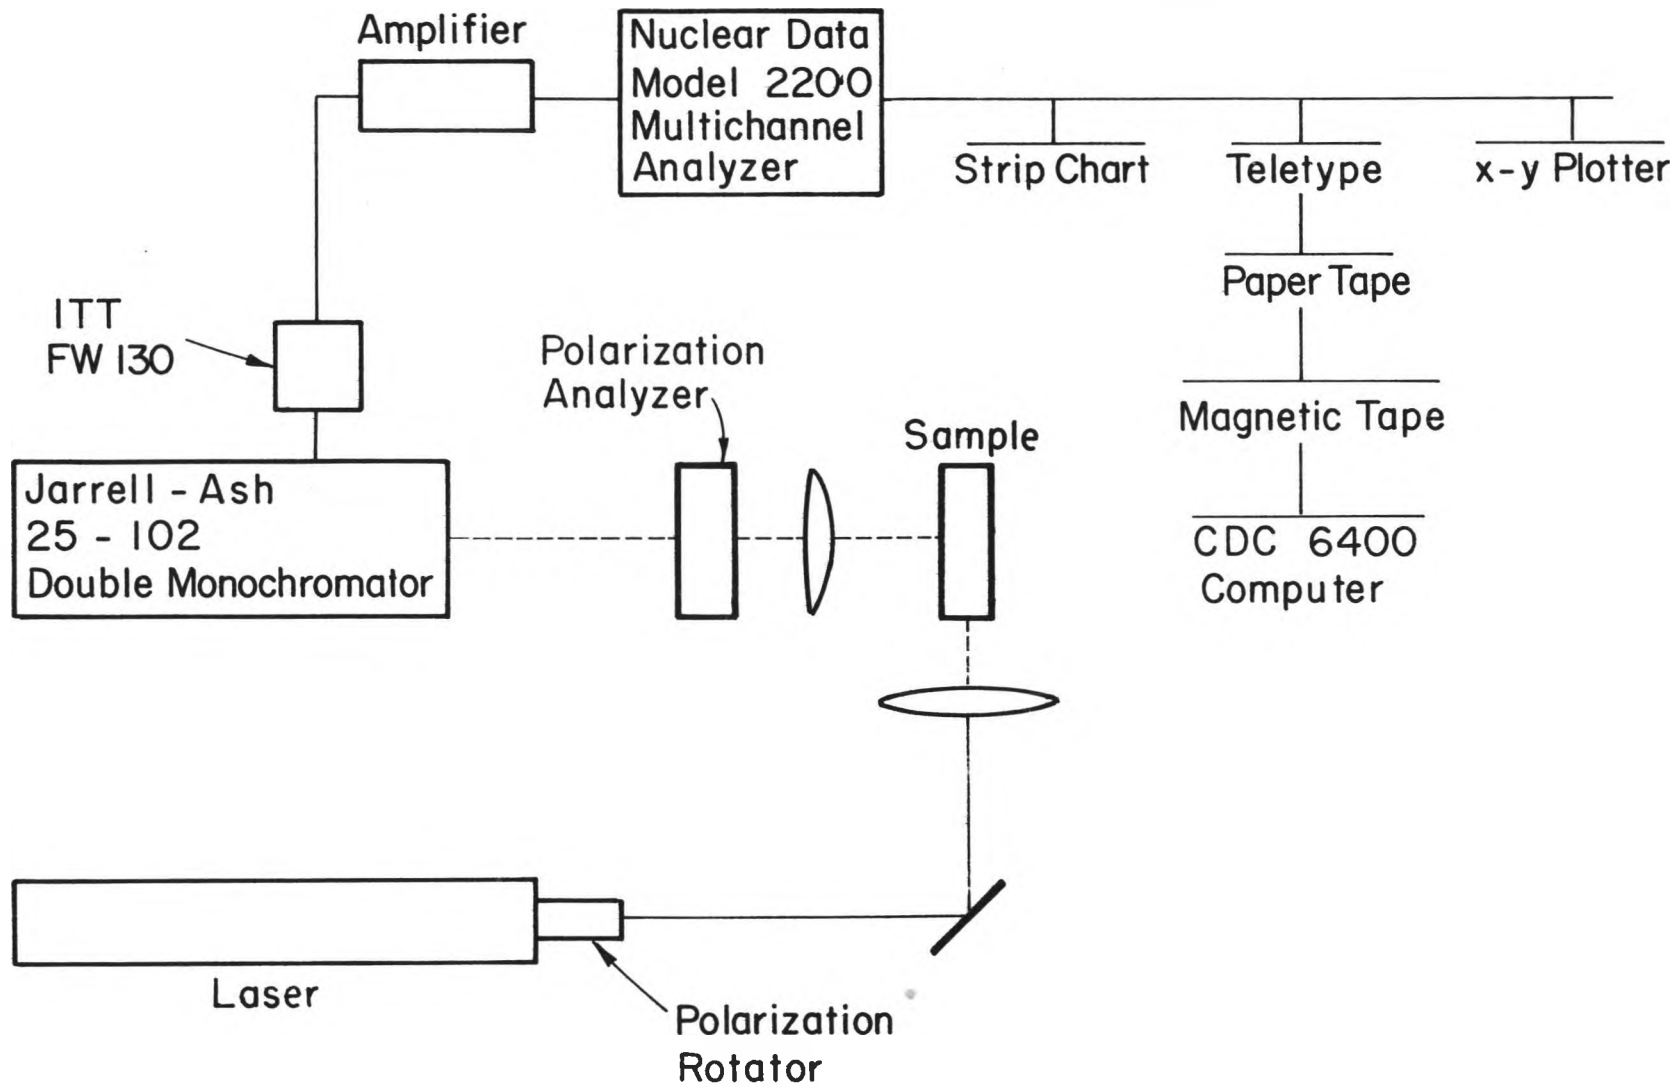 Amplifier
Nuclear Data
Model 2200
Multichannel
Analyzer
Strip Chart
Teletype
x-y Plotter
Paper Tape
Magnetic Tape
CDC 6400
Computer
ITT
FW 130
Polarization
Analyzer
Sample
Jarrell - Ash
25 - 102
Double Monochromator
Laser
Polarization
Rotator